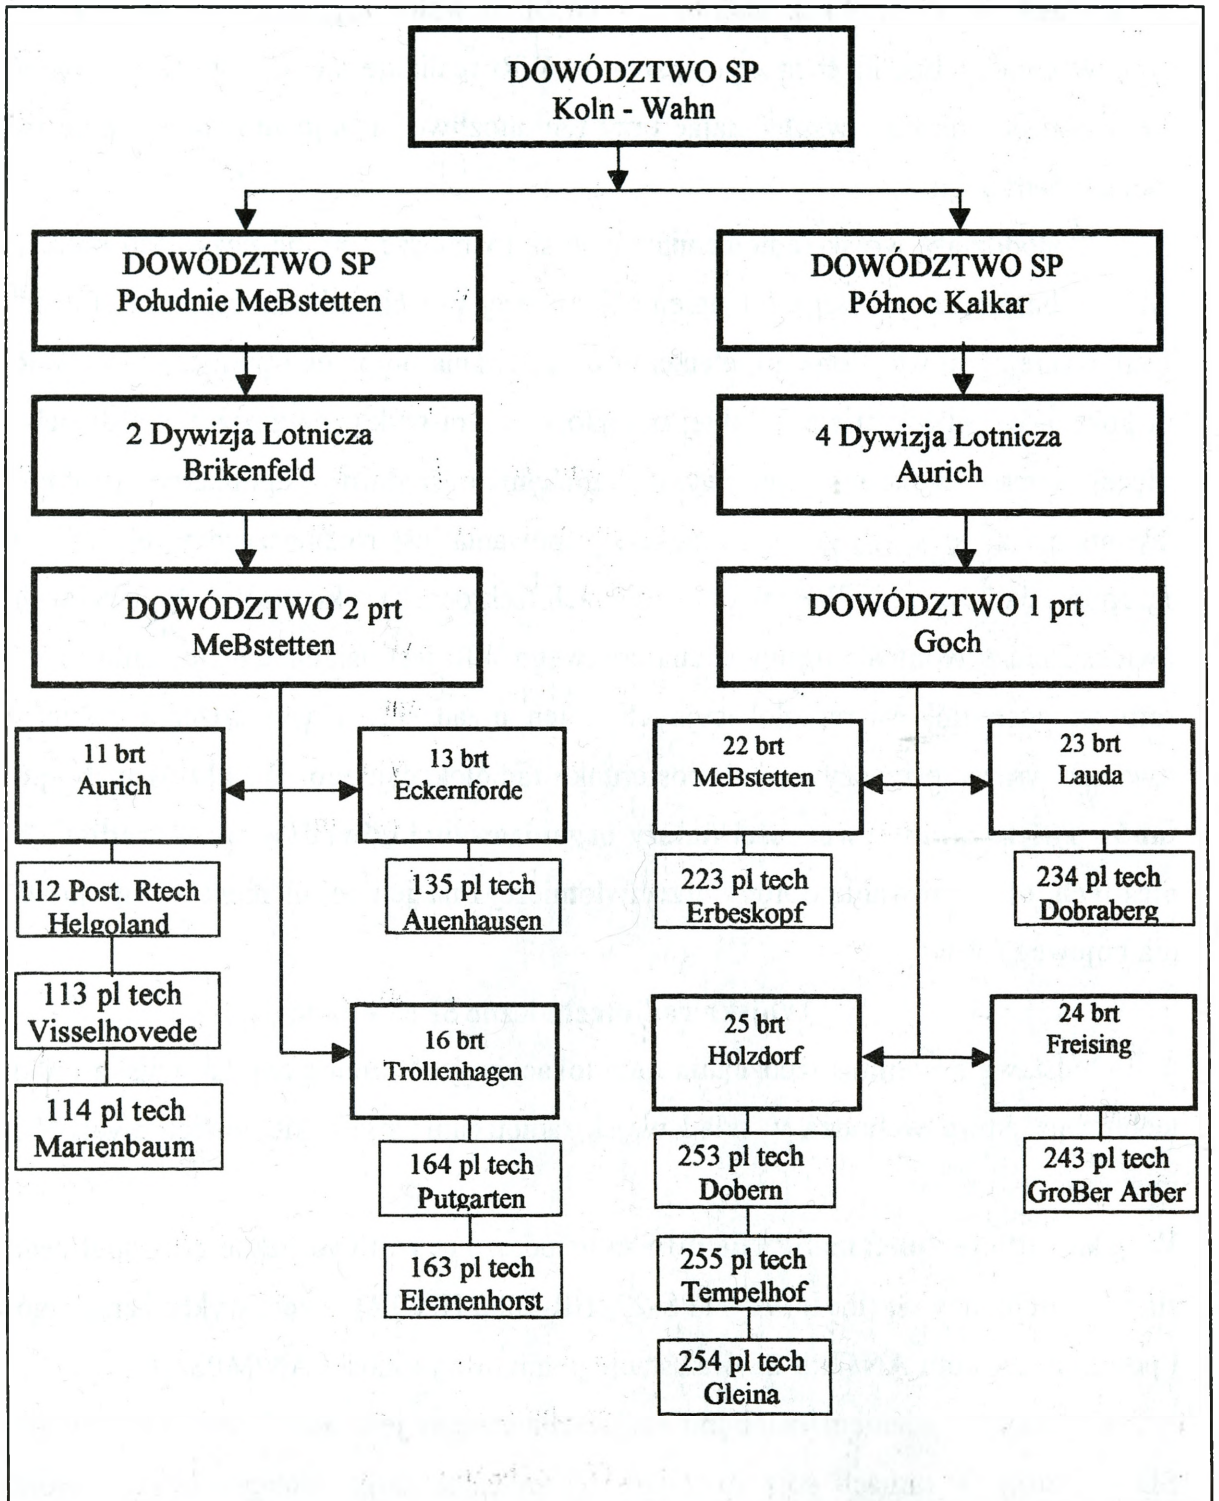 DOWÓDZTWO SP
Koln - Wahn
DOWÓDZTWO SP
Południe MeBstetten
DOWÓDZTWO SP
Północ Kalkar
2 Dywizja Lotnicza
Brikenfeld
4 Dywizja Lotnicza
Aurich
DOWÓDZTWO 2 prt
MeBstetten
DOWÓDZTWO 1 prt
Goch
11 brt
Aurich
13 brt
Eckernforde
22 brt
MeBstetten
23 brt
Lauda
112 Post. Rtech
Helgoland
135 pl tech
Auenhausen
223 pl tech
Erbeskopf
234 pl tech
Dobraberg
113 pl tech
Visselhovede
114 pl tech
Marienbaum
16 brt
Trollenhagen
25 brt
Holzdorf
24 brt
Freising
164 pl tech
Putgarten
163 pl tech
Elemenhorst
253 pl tech
Dobern
255 pl tech
Tempelhof
254 pl tech
Gleina
243 pl tech
GroBer Arber